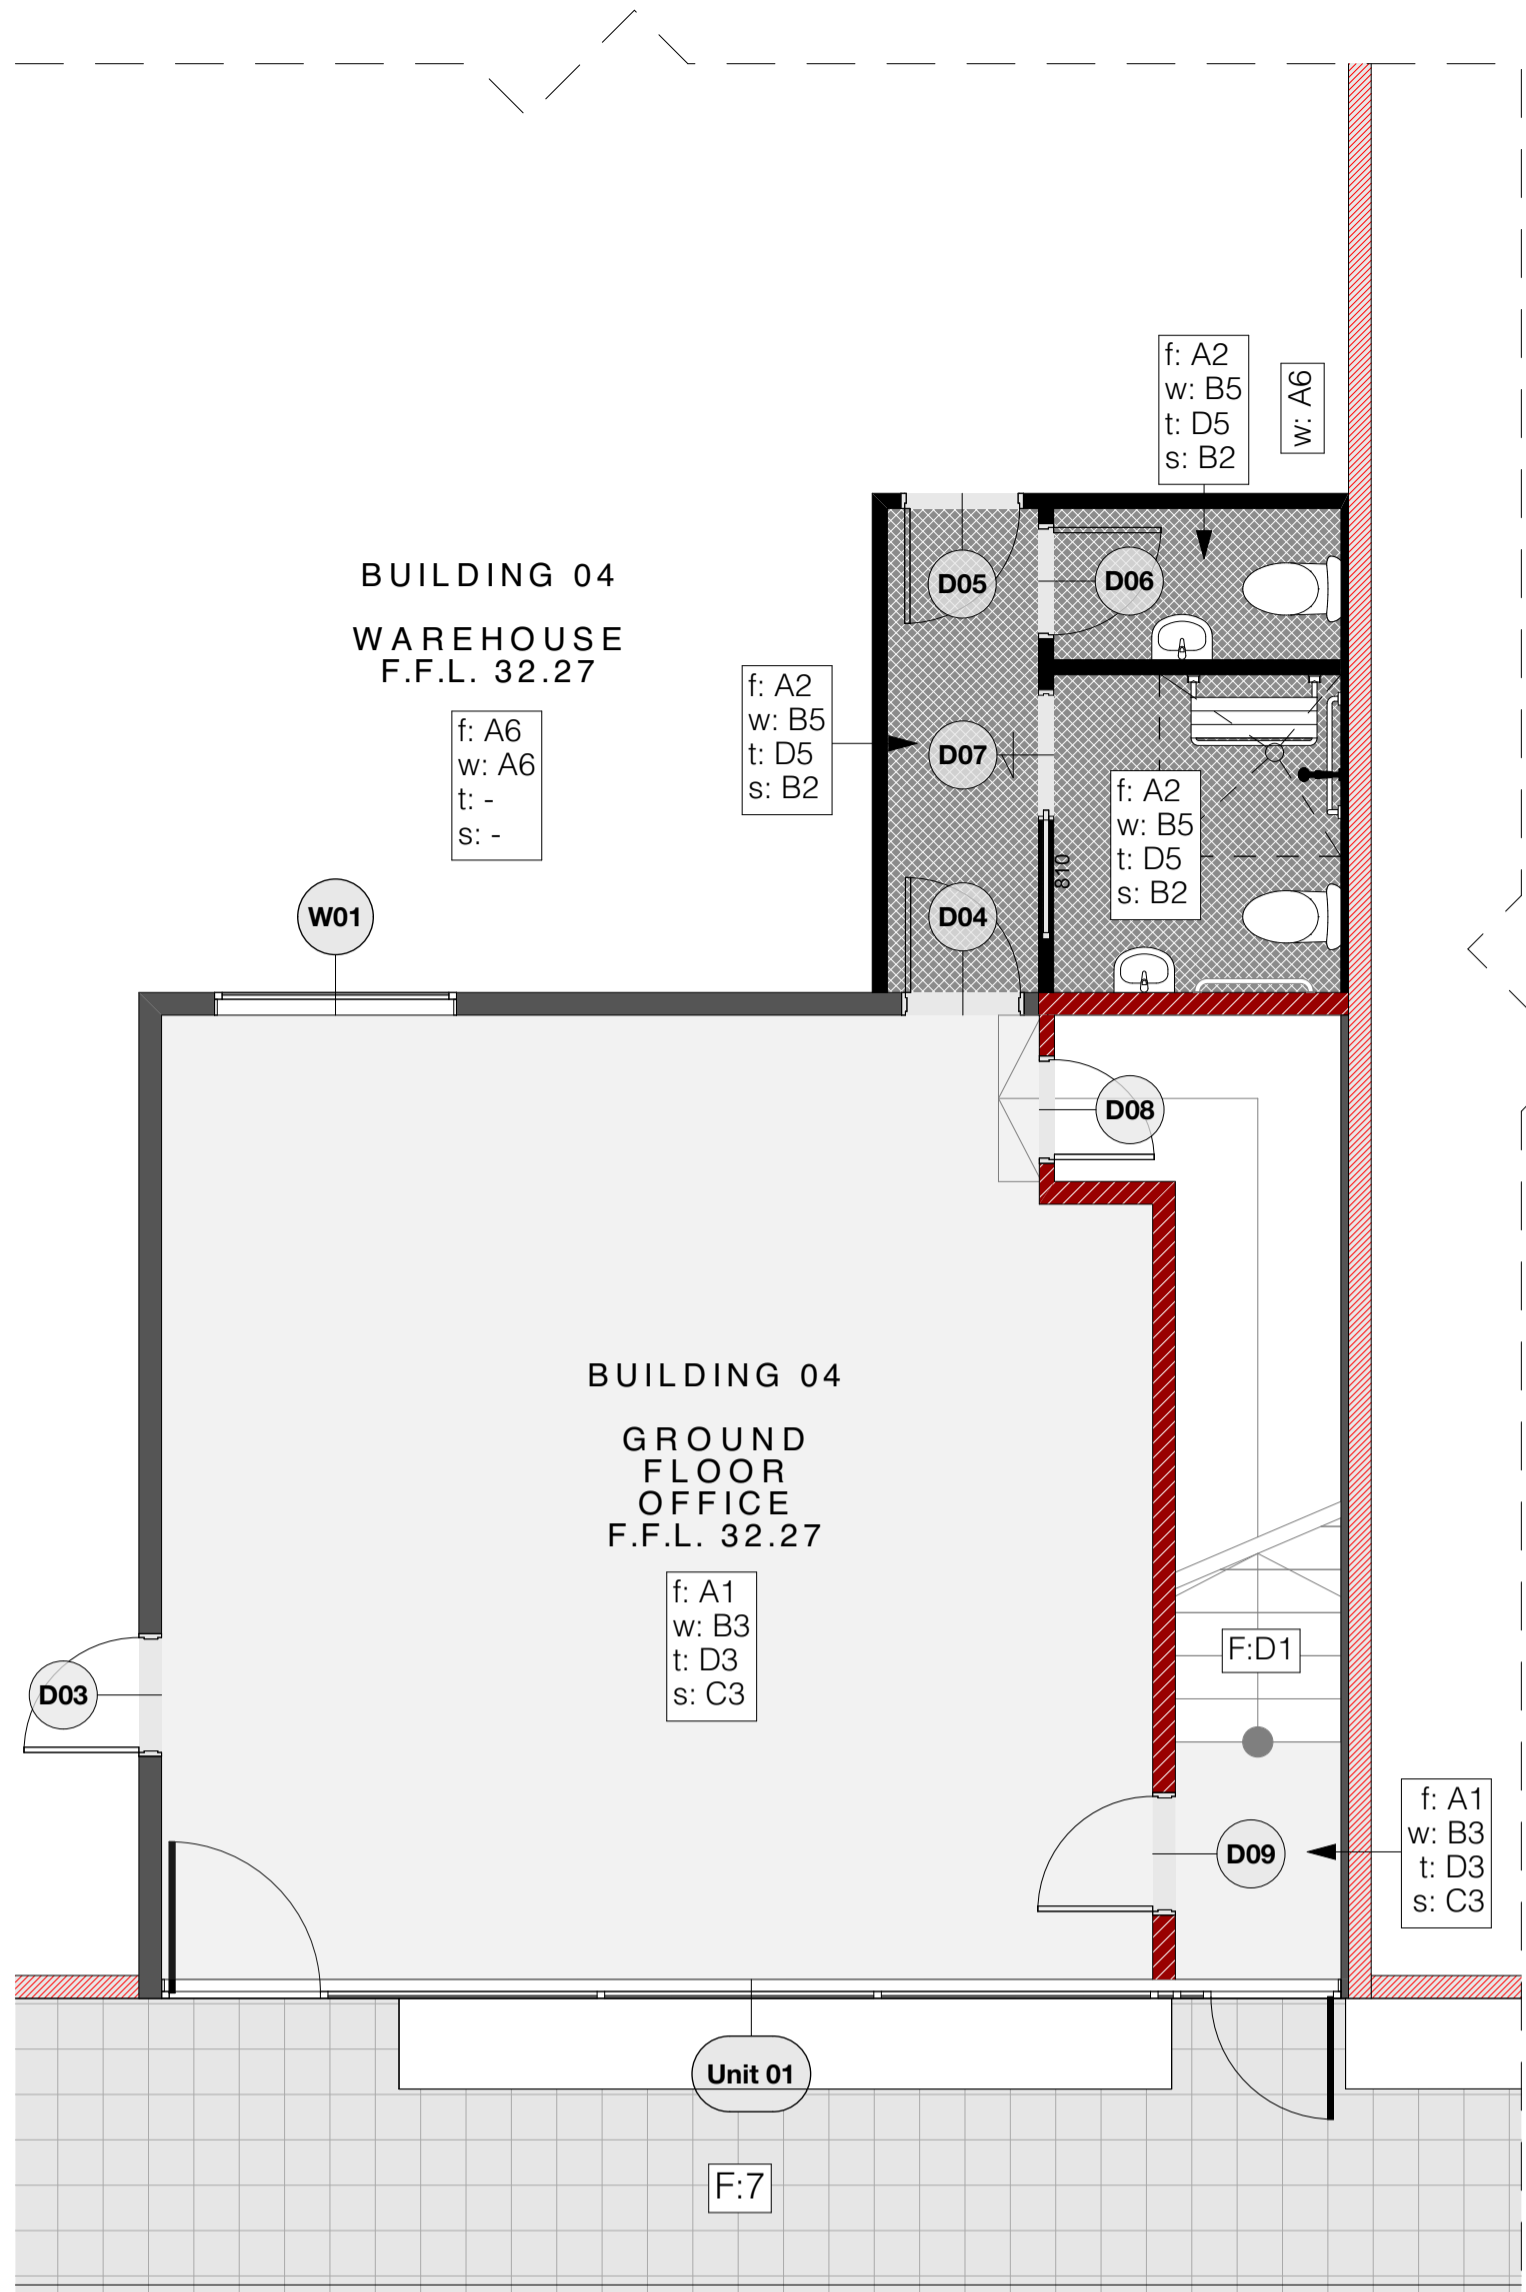 f: A2
w: B5
t: D5
s: B2
w: A6
BUILDING 04
WAREHOUSE
F.F.L. 32.27
f: A6
w: A6
t: -
s: -
D05
D06
f: A2
w: B5
t: D5
s: B2
D07
f: A2
w: B5
t: D5
s: B2
810
W01
D04
D08
BUILDING 04
GROUND
FLOOR
OFFICE
F.F.L. 32.27
f: A1
w: B3
t: D3
s: C3
F:D1
D03
D09
f: A1
w: B3
t: D3
s: C3
Unit 01
F:7